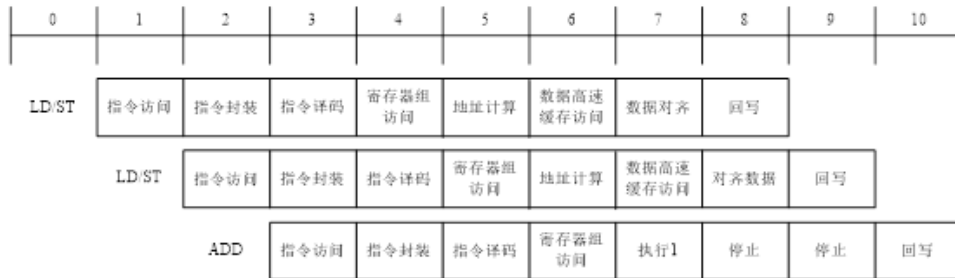 0 1 2 3 4 5 6 7 8 9 10
LD/ST 指令访问 指令封装 指令译码 寄存器组访问 地址计算 数据高速缓存访问 数据对齐 回写
LD/ST 指令访问 指令封装 指令译码 寄存器组访问 地址计算 数据高速缓存访问 对齐数据 回写
ADD 指令访问 指令封装 指令译码 寄存器组访问 执行1 停止 停止 回写